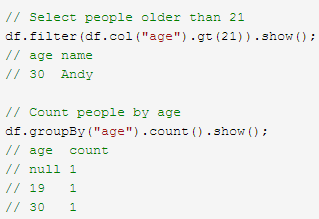 // Select people older than 21
df.filter(df.col("age").gt(21)).show();
// age name
// 30  Andy

// Count people by age
df.groupBy("age").count().show();
// age  count
// null 1
// 19   1
// 30   1